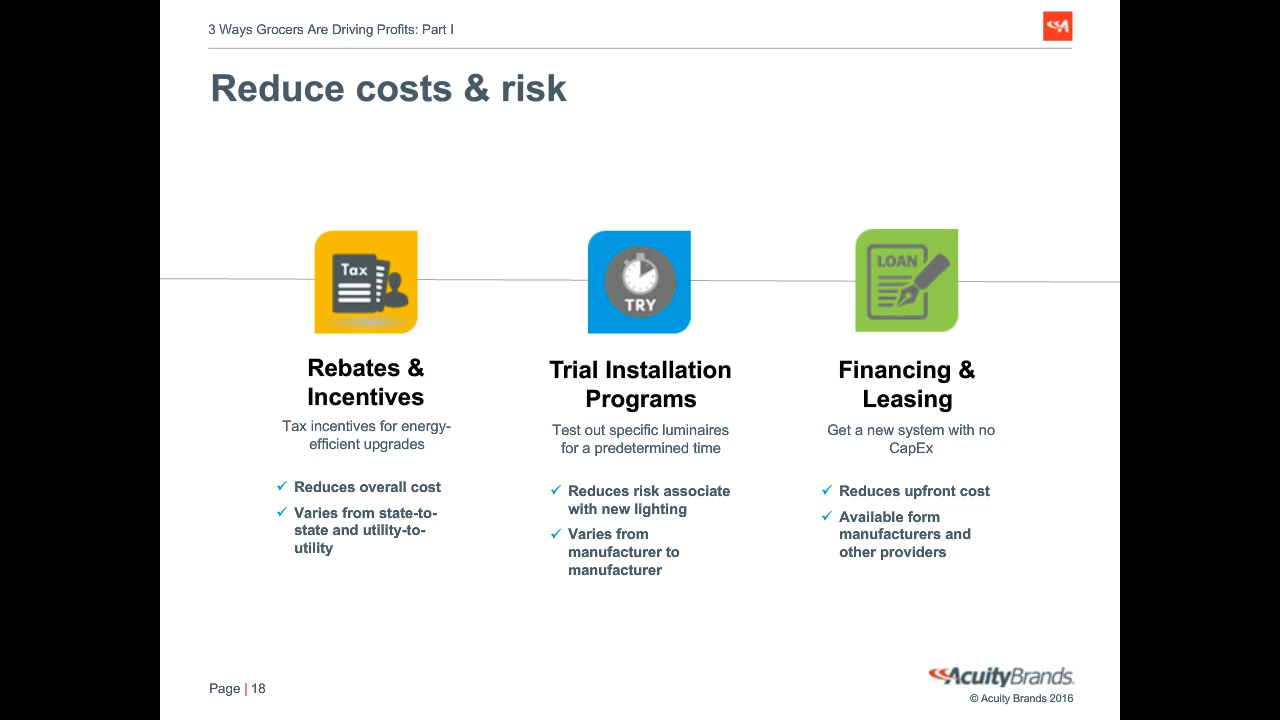 3 Ways Grocers Are Driving Profits: Part I
Reduce costs & risk
Tax
TRY
LOAN
Rebates &
Incentives
Tax incentives for energy-
efficient upgrades
✓ Reduces overall cost
✓ Varies from state-to-
state and utility-to-
utility
Trial Installation
Programs
Test out specific luminaires
for a predetermined time
✓ Reduces risk associate
with new lighting
✓ Varies from
manufacturer to
manufacturer
Financing &
Leasing
Get a new system with no
CapEx
✓ Reduces upfront cost
✓ Available form
manufacturers and
other providers
Page | 18
AcuityBrands.
© Acuity Brands 2016